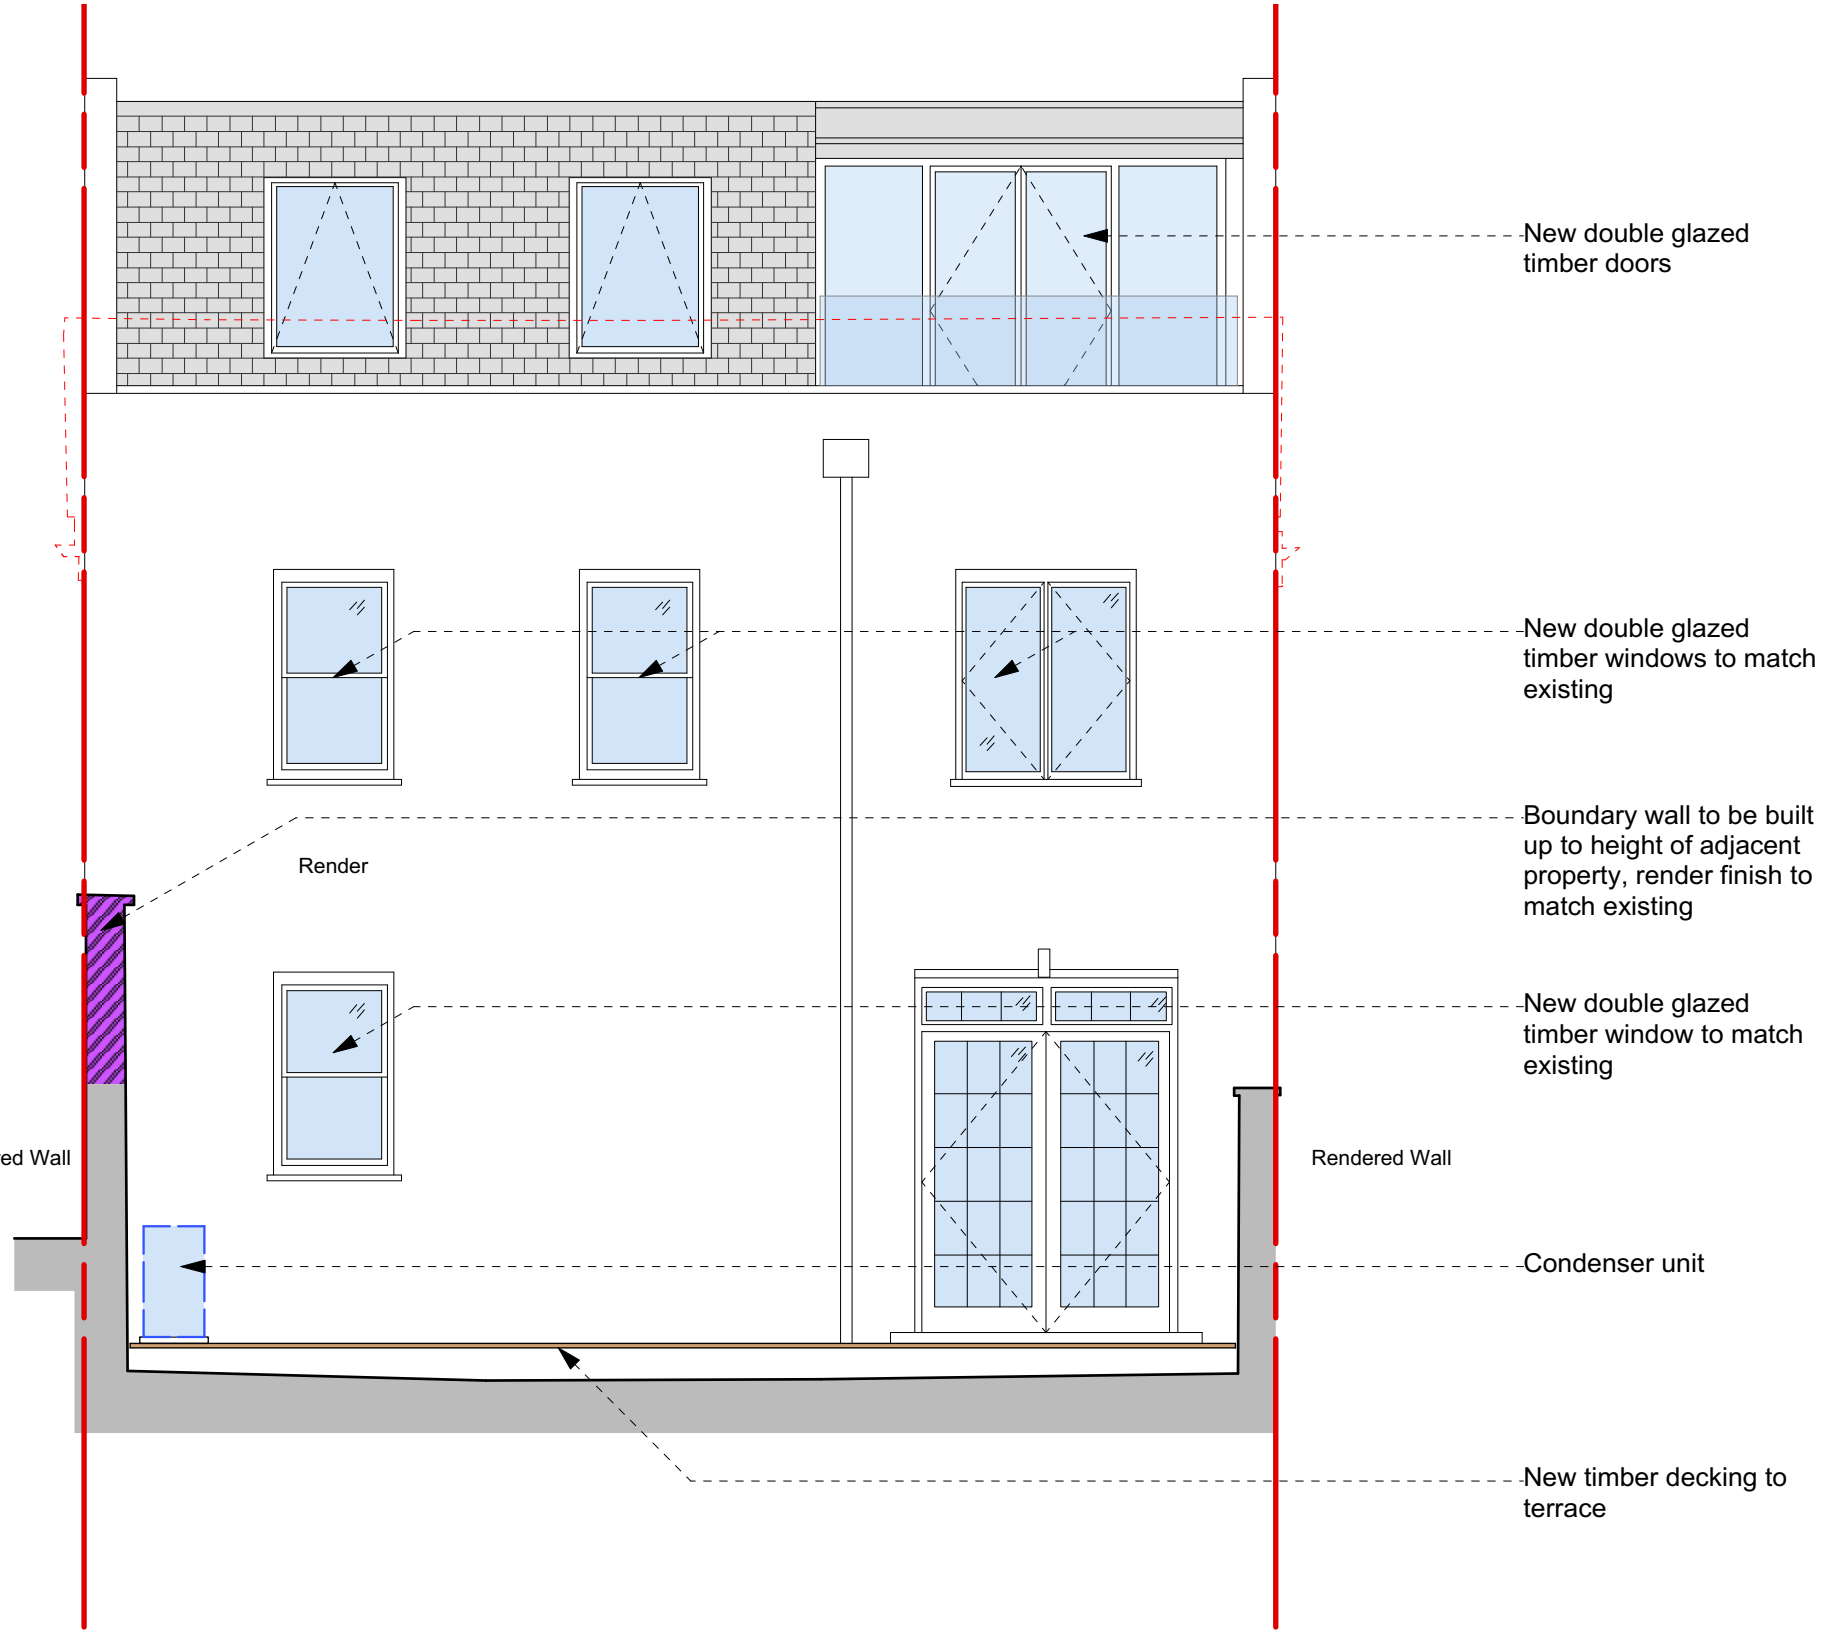 New double glazed
timber doors
New double glazed
timber windows to match
existing
Boundary wall to be built
up to height of adjacent
property, render finish to
match existing
Render
New double glazed
timber window to match
existing
ed Wall
Rendered Wall
Condenser unit
New timber decking to
terrace